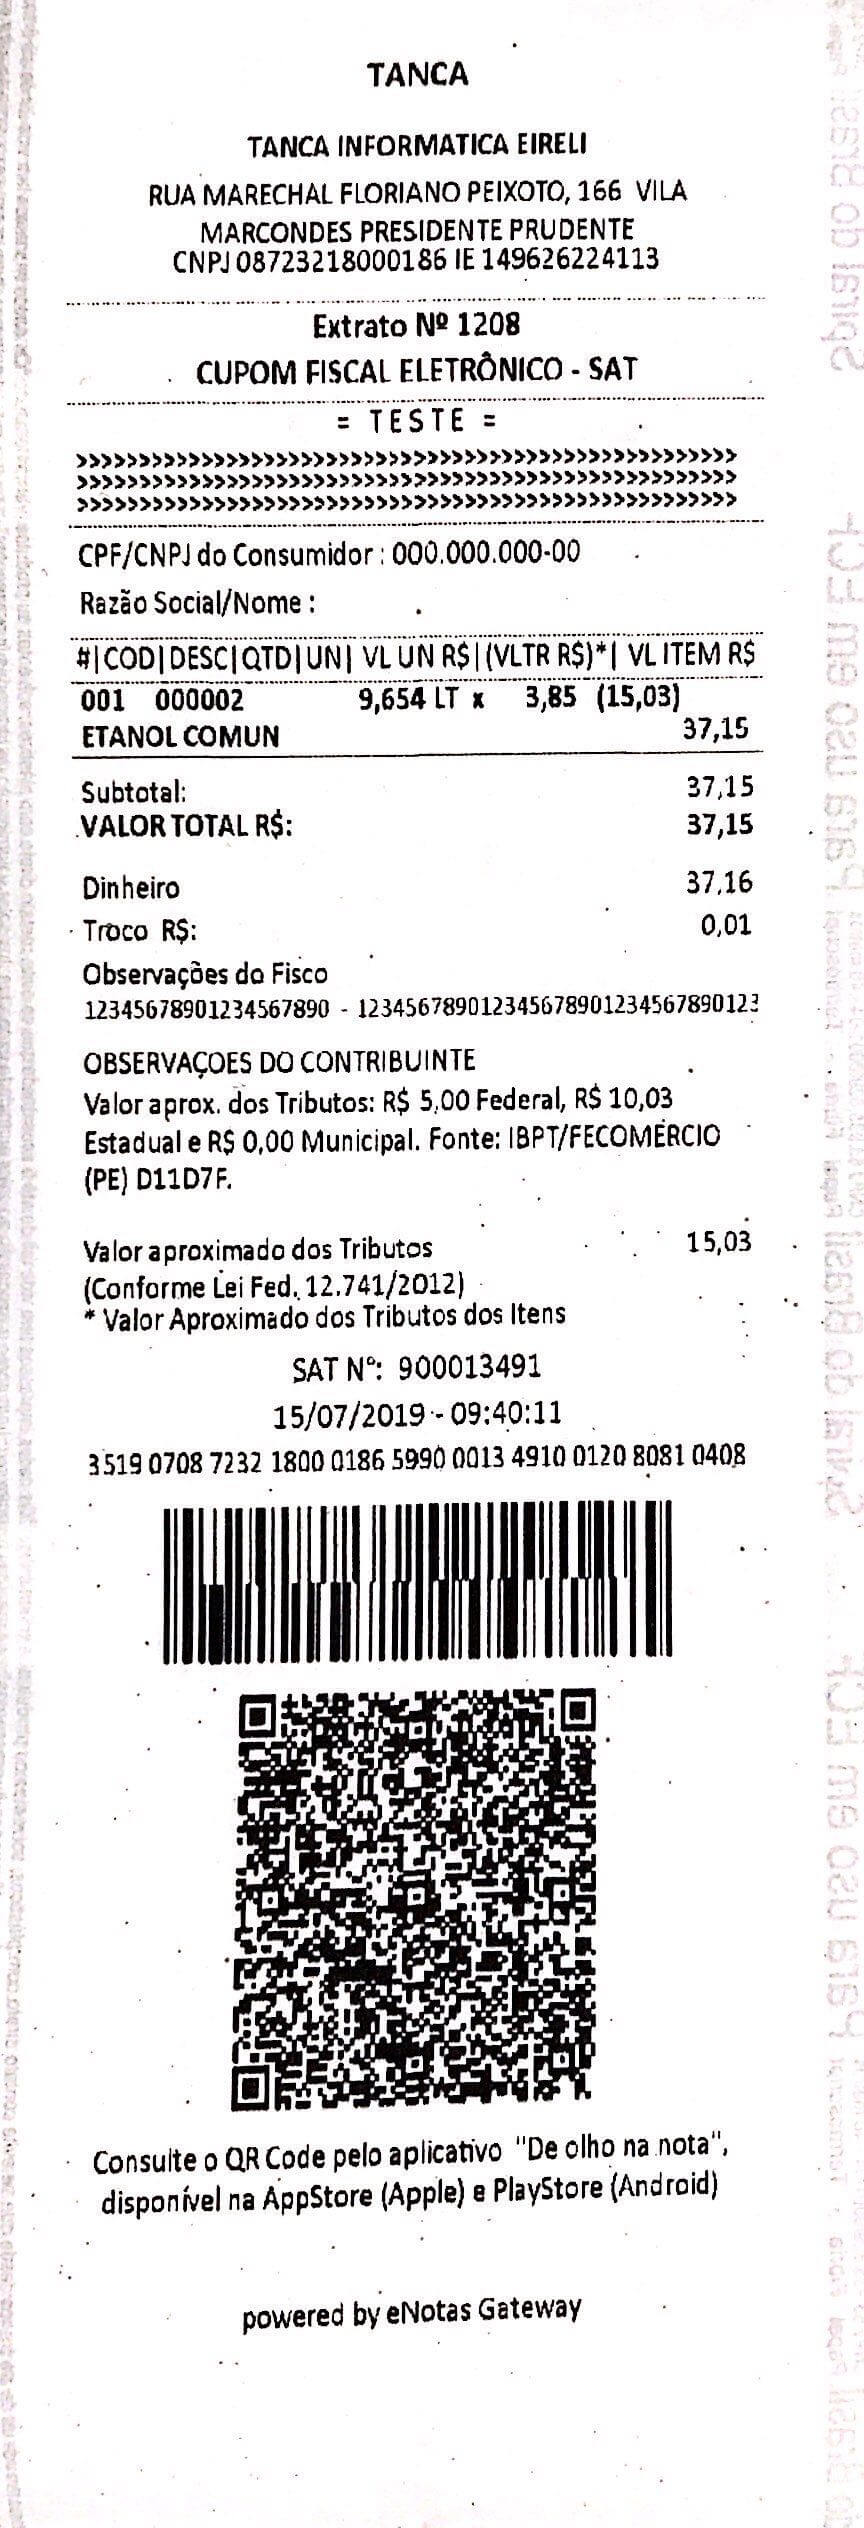 TANCA
TANCA INFORMATICA EIRELI
RUA MARECHAL FLORIANO PEIXOTO, 166 VILA
MARCONDES PRESIDENTE PRUDENTE
CNPJ 08723218000186 IE 149626224113
Extrato Nº 1208
CUPOM FISCAL ELETRÔNICO - SAT
= TESTE =
>>>>>>>>>>>>>>>>>>>>>>>>>>>>>>>>>>>>>>>>>>>>>>>>>>>>
>>>>>>>>>>>>>>>>>>>>>>>>>>>>>>>>>>>>>>>>>>>>>>>>>>>>
>>>>>>>>>>>>>>>>>>>>>>>>>>>>>>>>>>>>>>>>>>>>>>>>>>>>
CPF/CNPJ do Consumidor : 000.000.000-00
Razão Social/Nome :
#|COD|DESC|QTD|UN| VL UN R$|(VLTR R$)*| VL ITEM R$
001 000002 9,654 LT x 3,85 (15,03)
ETANOL COMUN 37,15
Subtotal: 37,15
VALOR TOTAL R$: 37,15
Dinheiro 37,16
Troco R$: 0,01
Observações do Fisco
12345678901234567890 - 123456789012345678901234567890123
OBSERVAÇOES DO CONTRIBUINTE
Valor aprox. dos Tributos: R$ 5,00 Federal, R$ 10,03
Estadual e R$ 0,00 Municipal. Fonte: IBPT/FECOMÉRCIO
(PE) D11D7F.
Valor aproximado dos Tributos 15,03
(Conforme Lei Fed. 12.741/2012)
* Valor Aproximado dos Tributos dos Itens
SAT N°: 900013491
15/07/2019 - 09:40:11
3519 0708 7232 1800 0186 5990 0013 4910 0120 8081 0408
Consulte o QR Code pelo aplicativo "De olho na nota",
disponível na AppStore (Apple) e PlayStore (Android)
powered by eNotas Gateway